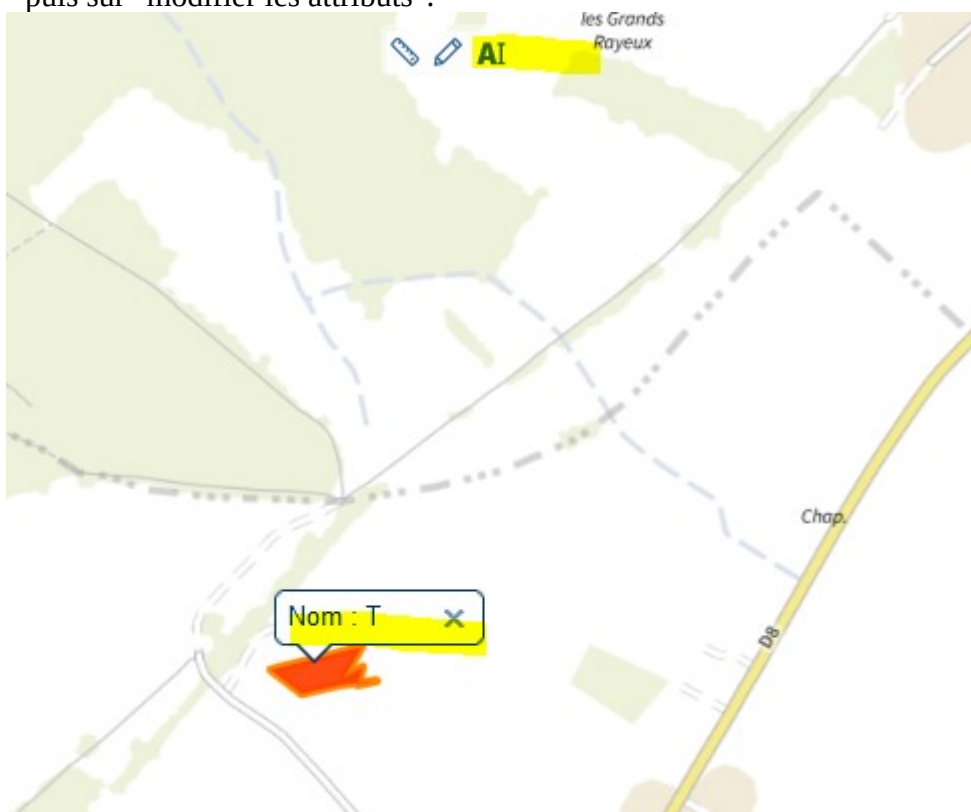 puis sur "modifier les attributs".
les Grands
Rayeux
AI
Chap.
Nom : T
D8